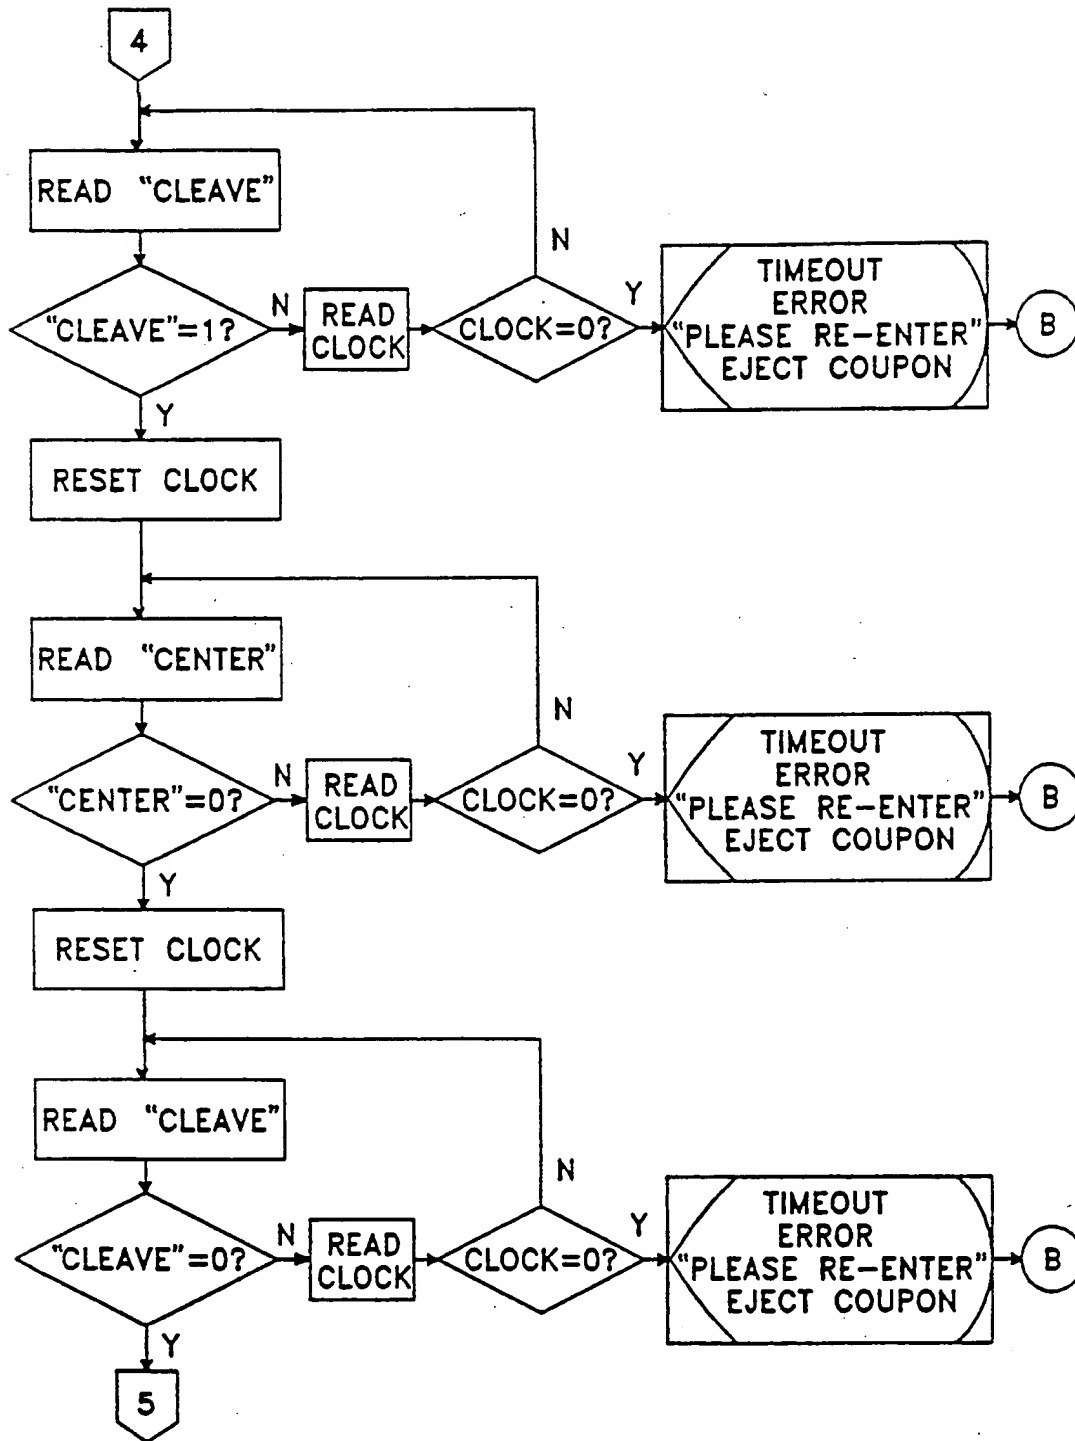 4
READ "CLEAVE"
N
"CLEAVE"=1?
N
READ
CLOCK
CLOCK=0?
Y
TIMEOUT
ERROR
"PLEASE RE-ENTER"
EJECT COUPON
B
Y
RESET CLOCK
READ "CENTER"
N
"CENTER"=0?
N
READ
CLOCK
CLOCK=0?
Y
TIMEOUT
ERROR
"PLEASE RE-ENTER"
EJECT COUPON
B
Y
RESET CLOCK
READ "CLEAVE"
N
"CLEAVE"=0?
N
READ
CLOCK
CLOCK=0?
Y
TIMEOUT
ERROR
"PLEASE RE-ENTER"
EJECT COUPON
B
Y
5